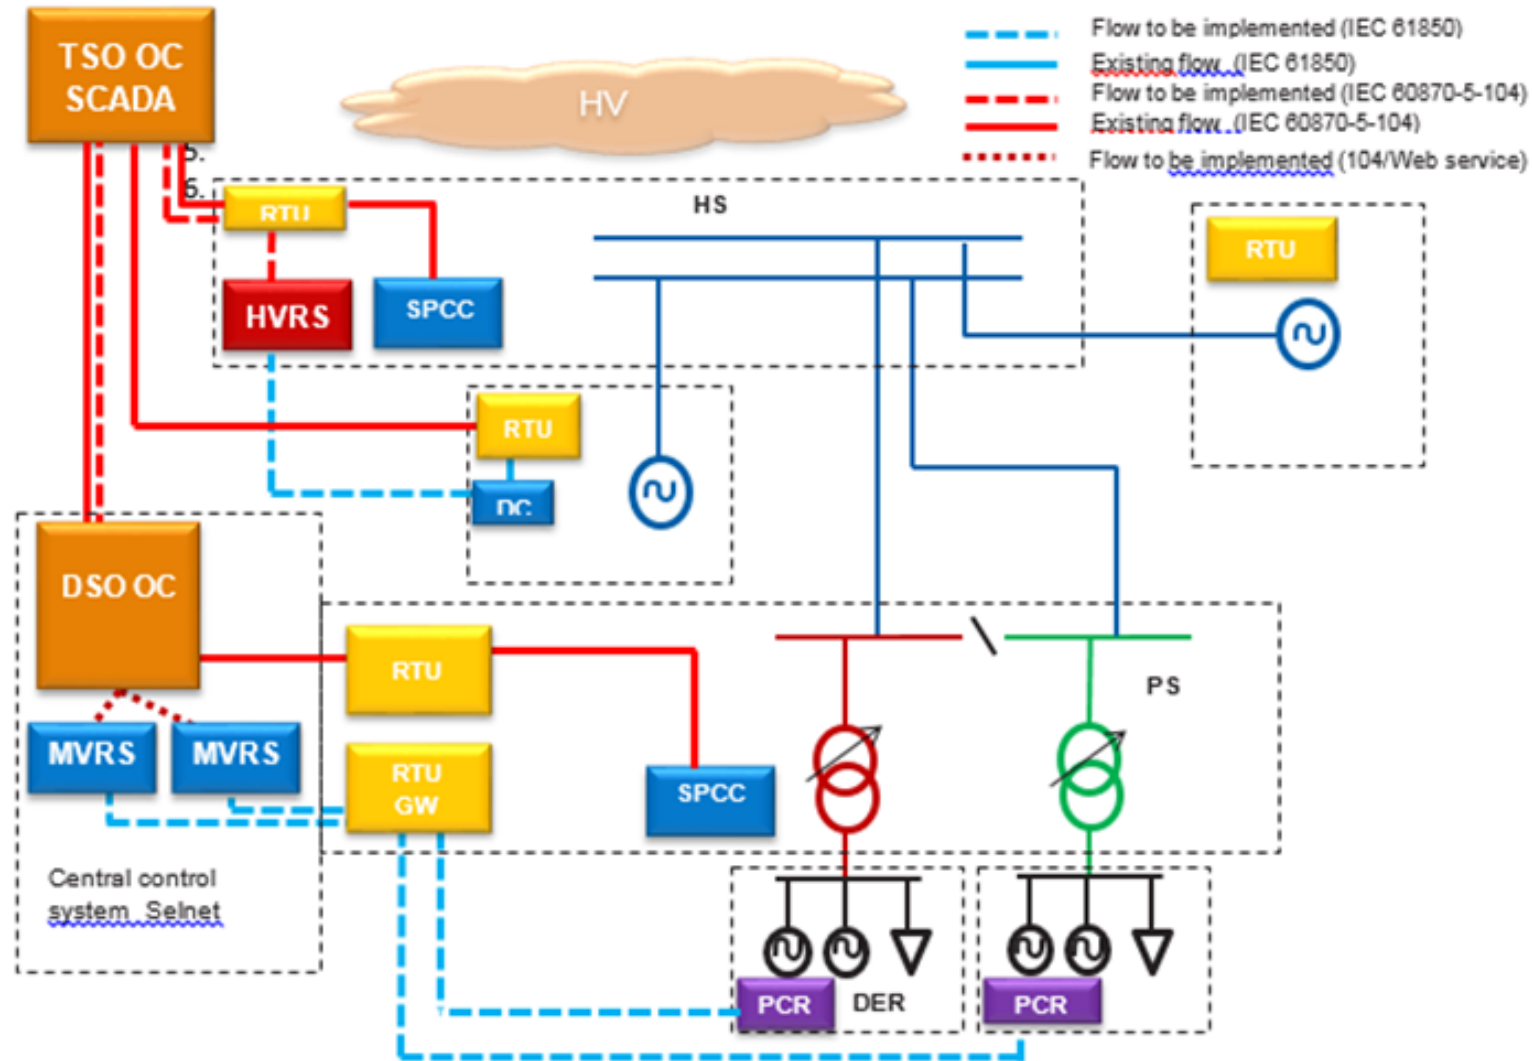 TSO OC
SCADA
HV
Flow to be implemented (IEC 61850)
Existing flow (IEC 61850)
Flow to be implemented (IEC 60870-5-104)
Existing flow (IEC 60870-5-104)
Flow to be implemented (104/Web service)
5.
6.
RTU
HS
RTU
HVRS
SPCC
RTU
DC
DSO OC
RTU
PS
MVRS
MVRS
RTU
GW
SPCC
Central control
system Selnet
PCR
DER
PCR